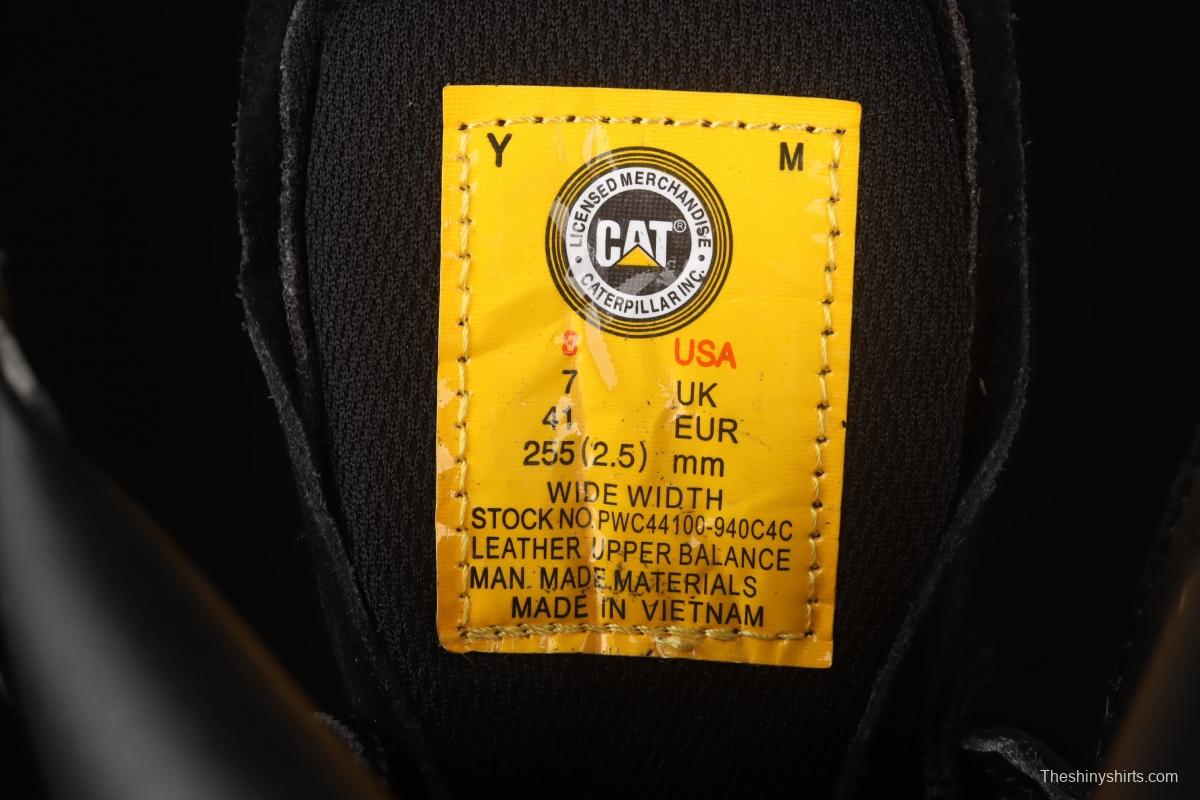 Y M
LICENSED MERCHANDISE
CAT®
• CATERPILLAR INC. •
8 USA
7 UK
41 EUR
255(2.5) mm
WIDE WIDTH
STOCK NO.PWC44100-940C4C
LEATHER UPPER BALANCE
MAN. MADE MATERIALS
MADE IN VIETNAM
Theshinyshirts.com